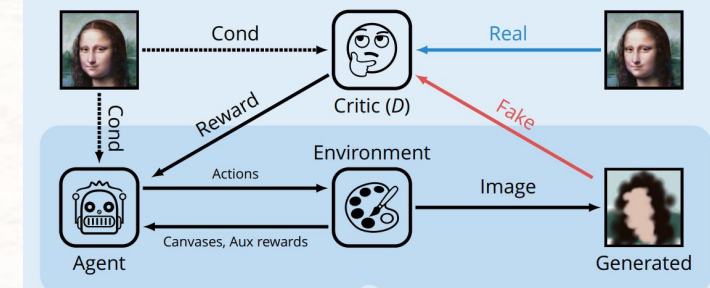 Cond
Real
Critic (D)
Cond
Reward
Fake
Environment
Actions
Image
Canvases, Aux rewards
Agent
Generated